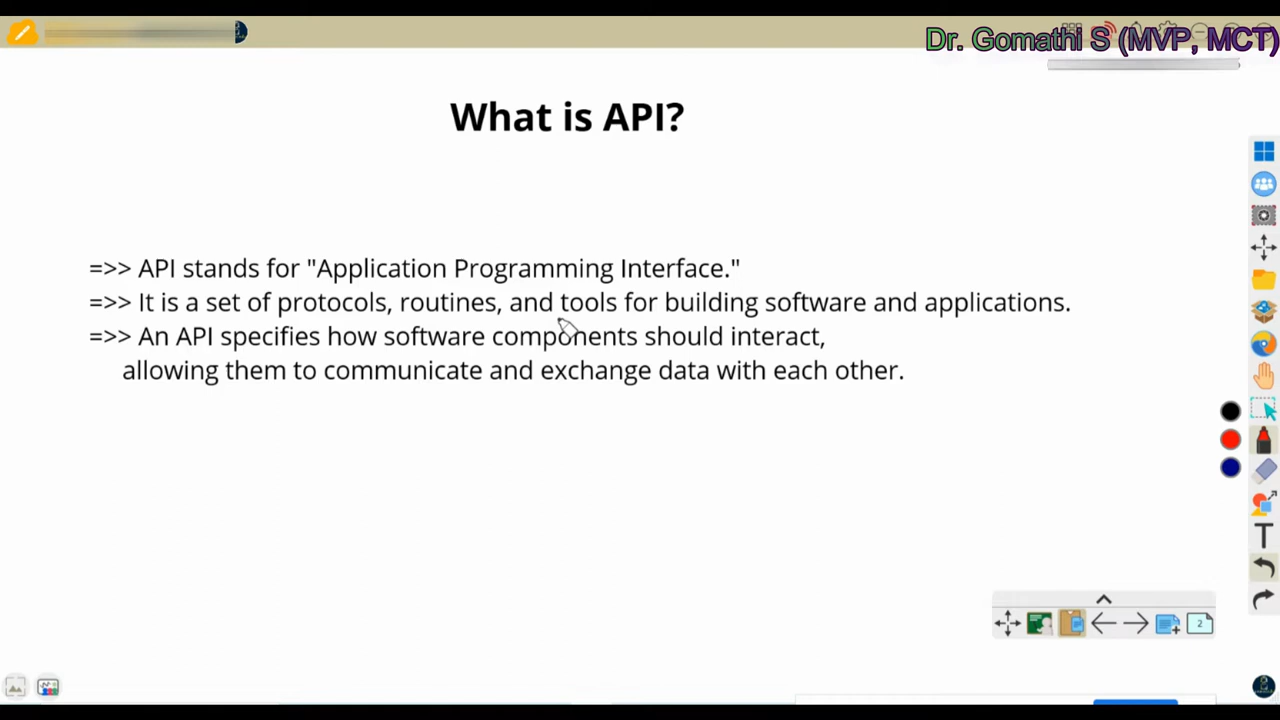 Dr. Gomathi S (MVP, MCT)
What is API?
=>> API stands for "Application Programming Interface."
=>> It is a set of protocols, routines, and tools for building software and applications.
=>> An API specifies how software components should interact,
allowing them to communicate and exchange data with each other.
T
2